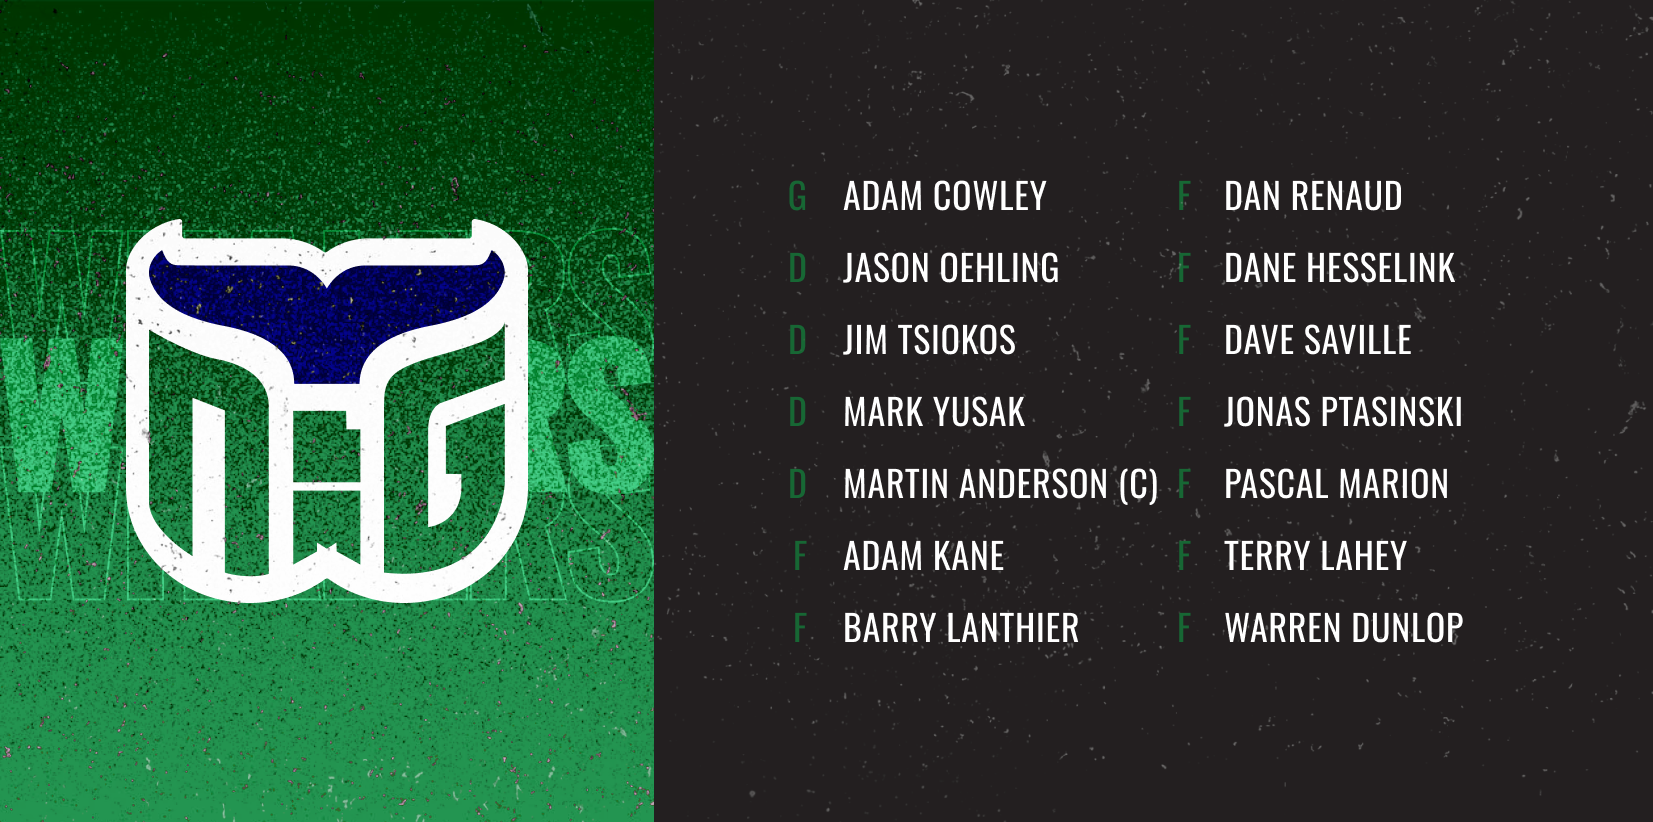 G ADAM COWLEY
D JASON OEHLING
D JIM TSIOKOS
D MARK YUSAK
D MARTIN ANDERSON (C)
F ADAM KANE
F BARRY LANTHIER
F DAN RENAUD
F DANE HESSELINK
F DAVE SAVILLE
F JONAS PTASINSKI
F PASCAL MARION
F TERRY LAHEY
F WARREN DUNLOP